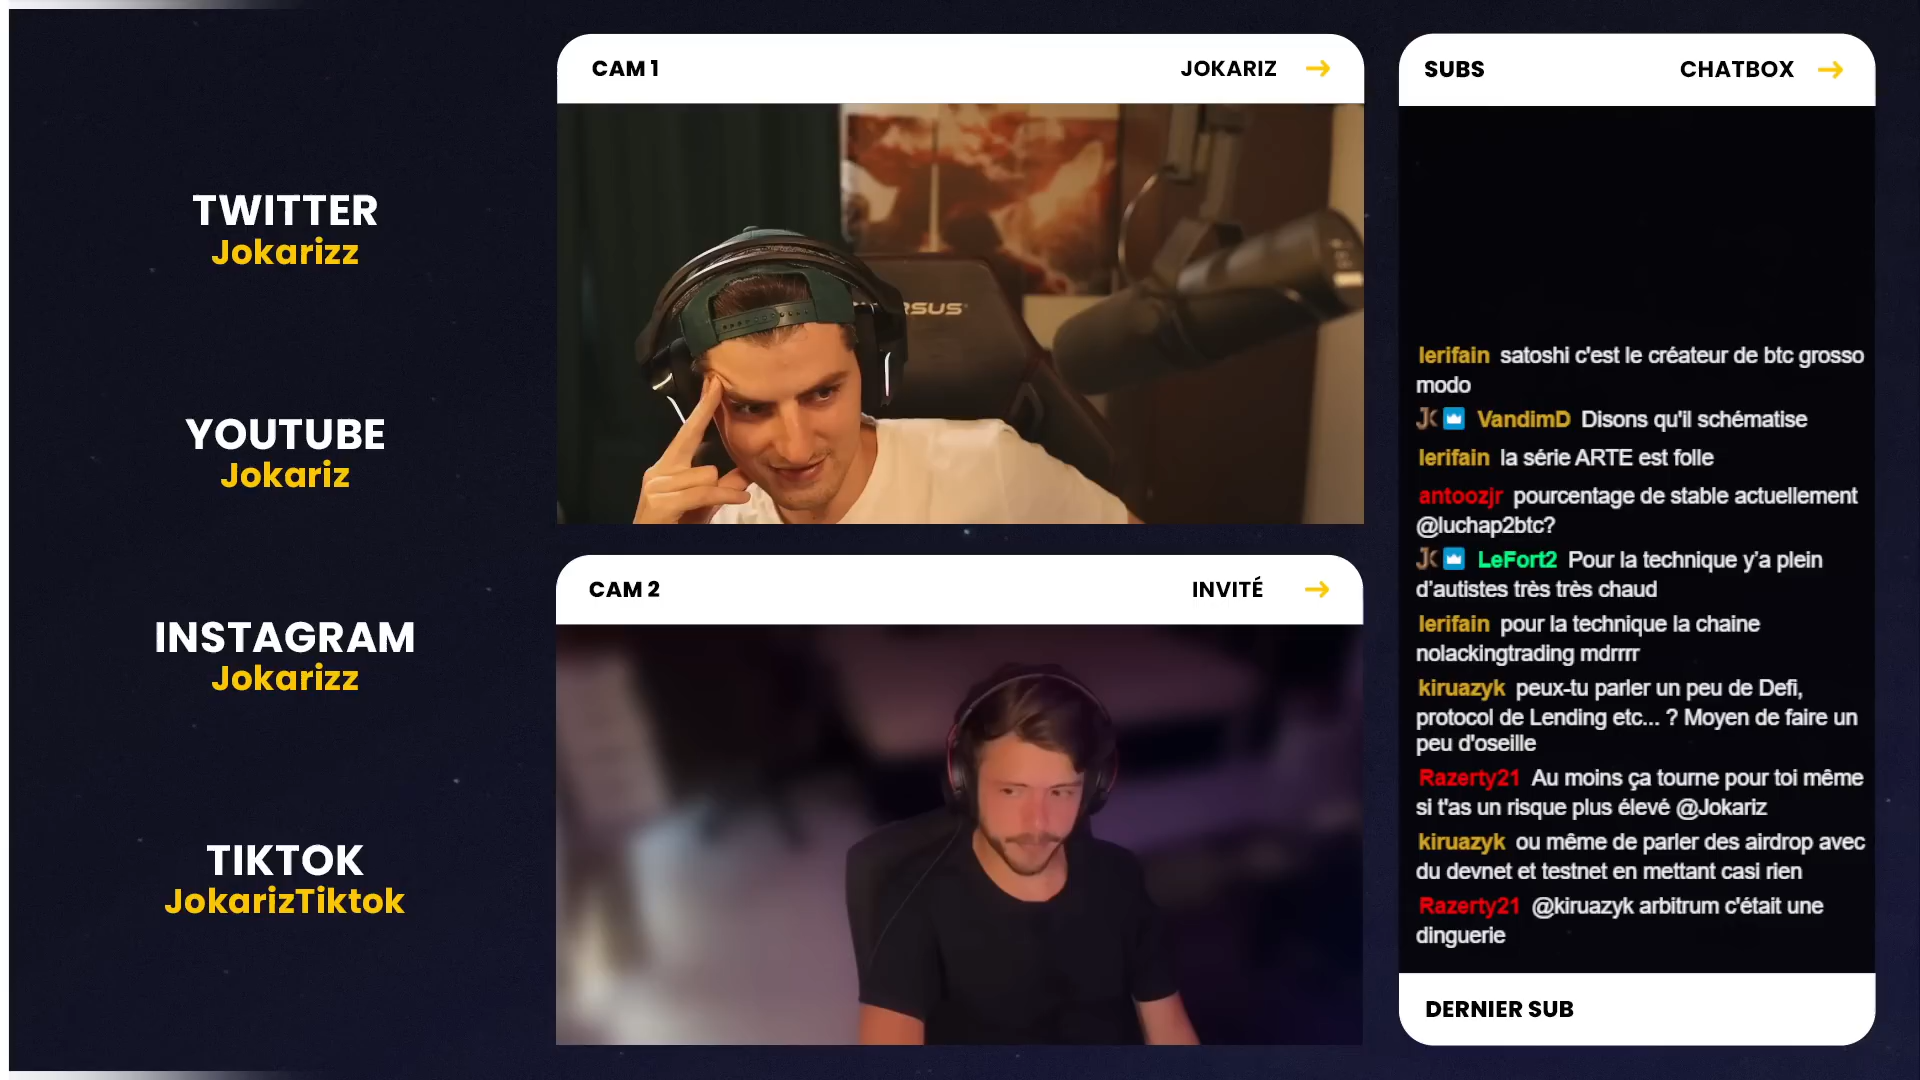 TWITTER
Jokarizz
YOUTUBE
Jokariz
INSTAGRAM
Jokarizz
TIKTOK
JokarizTiktok
CAM 1
JOKARIZ
RSUS
CAM 2
INVITÉ
SUBS
CHATBOX
lerifain satoshi c'est le créateur de btc grosso
modo
VandimD Disons qu'il schématise
lerifain la série ARTE est folle
antoozjr pourcentage de stable actuellement
@luchap2btc?
LeFort2 Pour la technique y'a plein
d'autistes très très chaud
lerifain pour la technique la chaine
nolackingtrading mdrrrr
kiruazyk peux-tu parler un peu de Defi,
protocol de Lending etc... ? Moyen de faire un
peu d'oseille
Razerty21 Au moins ça tourne pour toi même
si t'as un risque plus élevé @Jokariz
kiruazyk ou même de parler des airdrop avec
du devnet et testnet en mettant casi rien
Razerty21 @kiruazyk arbitrum c'était une
dinguerie
DERNIER SUB